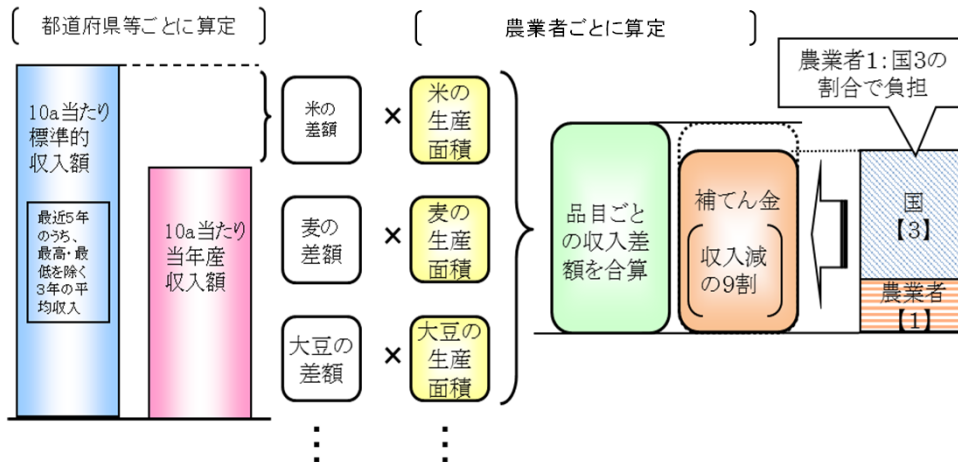 都道府県等ごとに算定
農業者ごとに算定
農業者1:国3の
割合で負担
10a当たり
標準的
収入額
最近5年
のうち、
最高・最
低を除く
3年の平
均収入
10a当たり
当年産
収入額
米の
差額
×
米の
生産
面積
麦の
差額
×
麦の
生産
面積
大豆の
差額
×
大豆の
生産
面積
品目ごと
の収入差
額を合算
補てん金
収入減
の9割
国
【3】
農業者
【1】